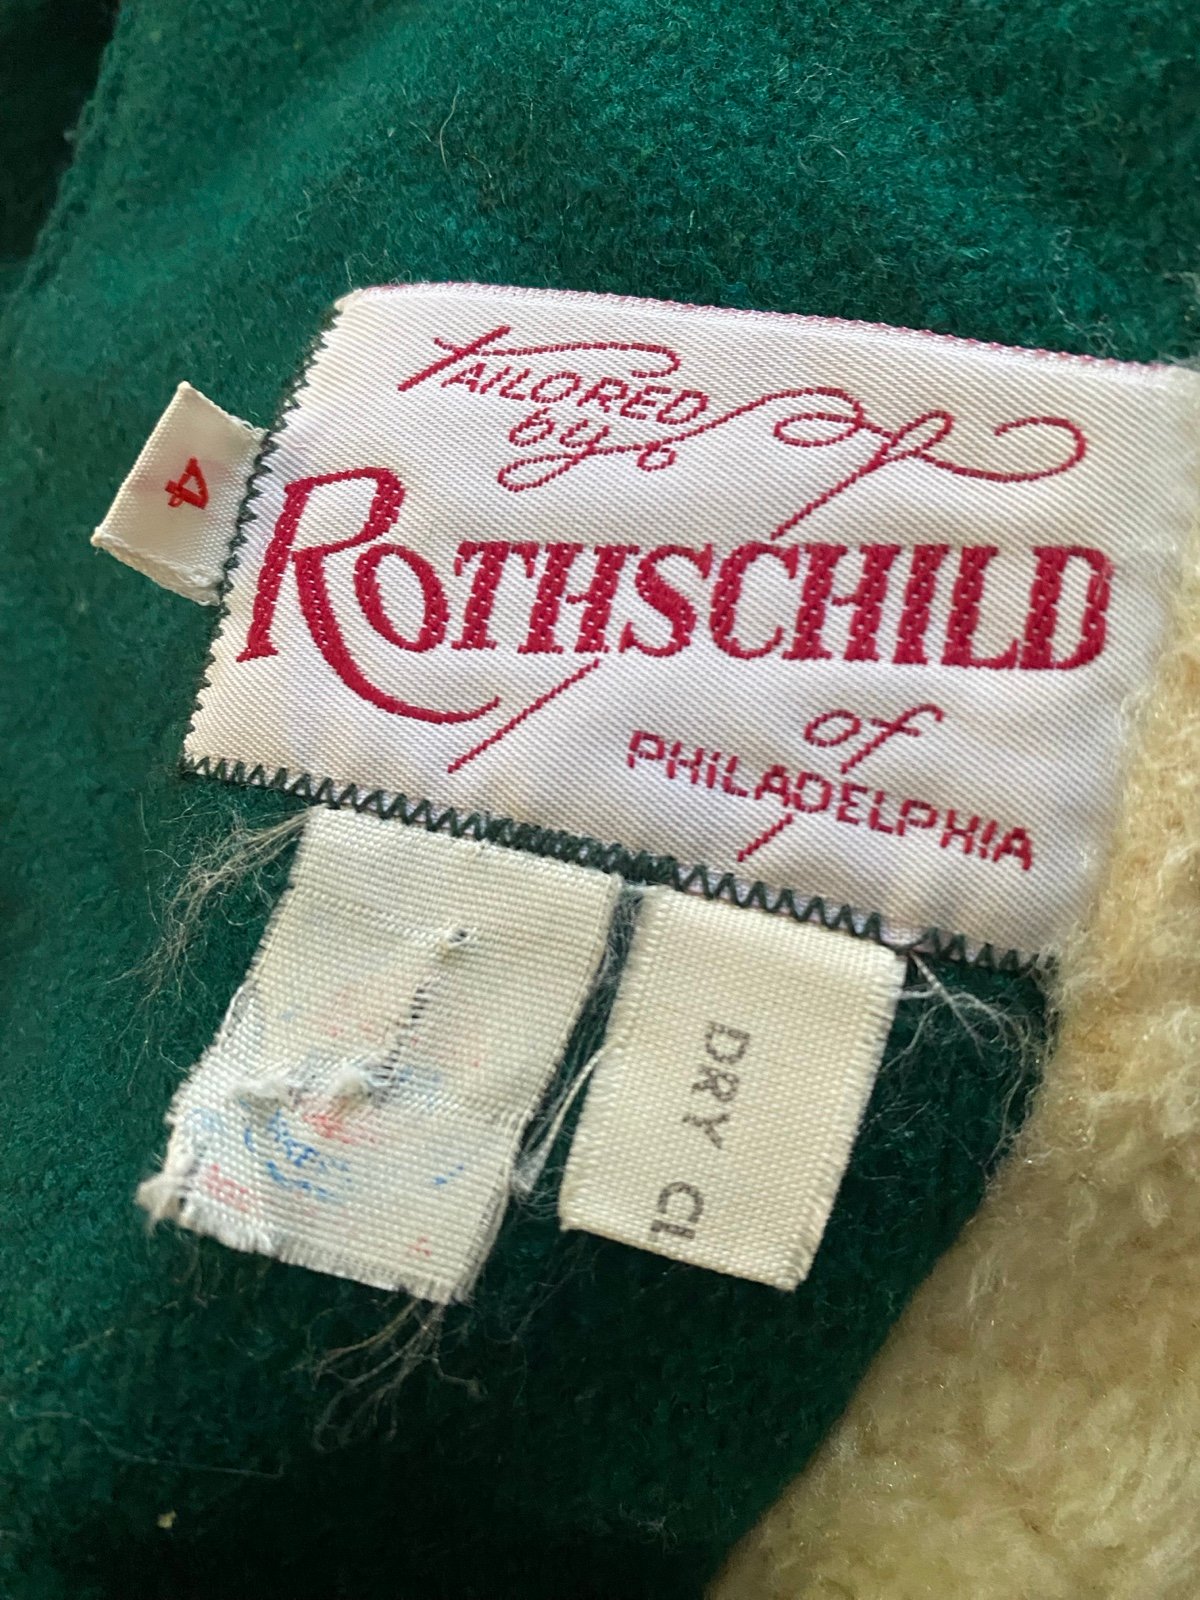 TAILORED
by
ROTHSCHILD
of
PHILADELPHIA
4
DRY CL